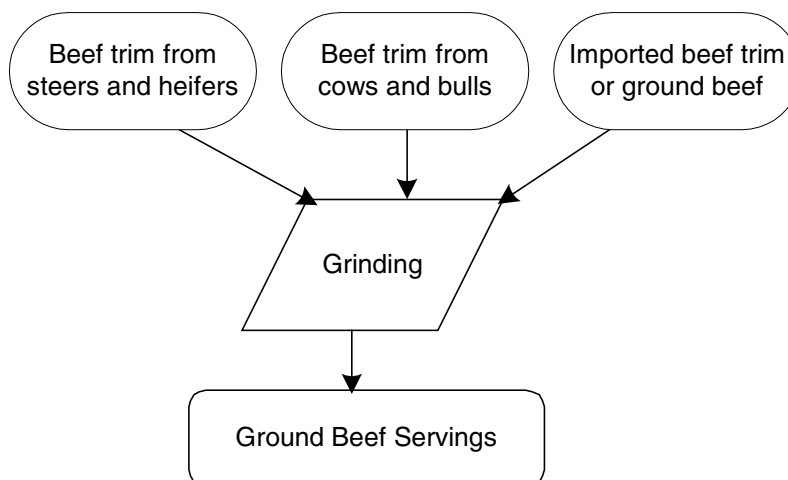 Beef trim from
steers and heifers
Beef trim from
cows and bulls
Imported beef trim
or ground beef
Grinding
Ground Beef Servings